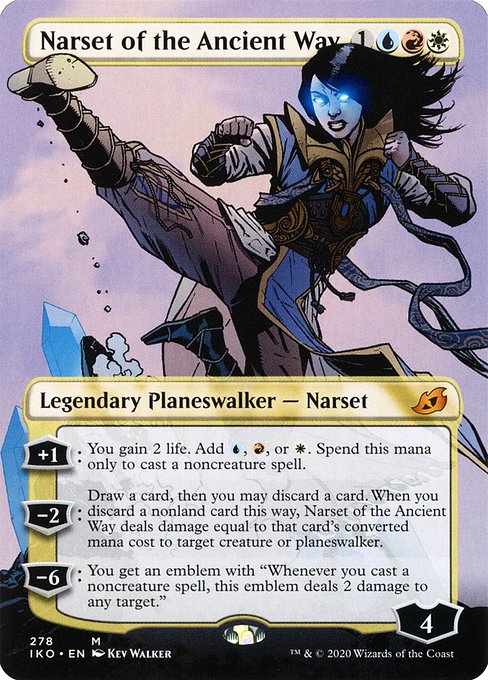 Narset of the Ancient Way 1
Legendary Planeswalker — Narset
+1 : You gain 2 life. Add , , or . Spend this mana
only to cast a noncreature spell.
Draw a card, then you may discard a card. When you
−2 : discard a nonland card this way, Narset of the Ancient
Way deals damage equal to that card's converted
mana cost to target creature or planeswalker.
−6 : You get an emblem with “Whenever you cast a
noncreature spell, this emblem deals 2 damage to
any target.”
4
278 M
IKO • EN Kev Walker
™ & © 2020 Wizards of the Coast